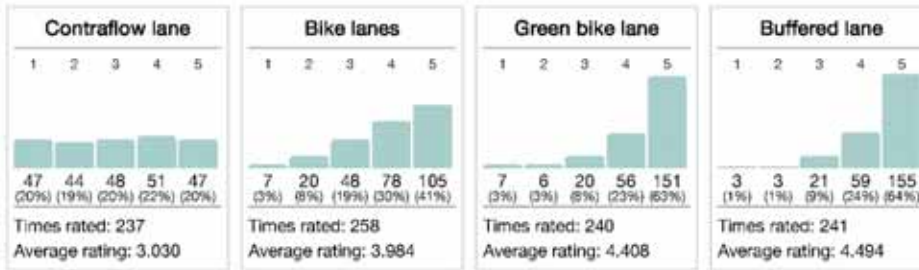 Contraflow lane
1 2 3 4 5
47 44 48 51 47
(20%) (19%) (20%) (22%) (20%)
Times rated: 237
Average rating: 3.030
Bike lanes
1 2 3 4 5
7 20 48 78 105
(3%) (8%) (19%) (30%) (41%)
Times rated: 258
Average rating: 3.984
Green bike lane
1 2 3 4 5
7 6 20 56 151
(3%) (3%) (8%) (23%) (63%)
Times rated: 240
Average rating: 4.408
Buffered lane
1 2 3 4 5
3 3 21 59 155
(1%) (1%) (9%) (24%) (64%)
Times rated: 241
Average rating: 4.494